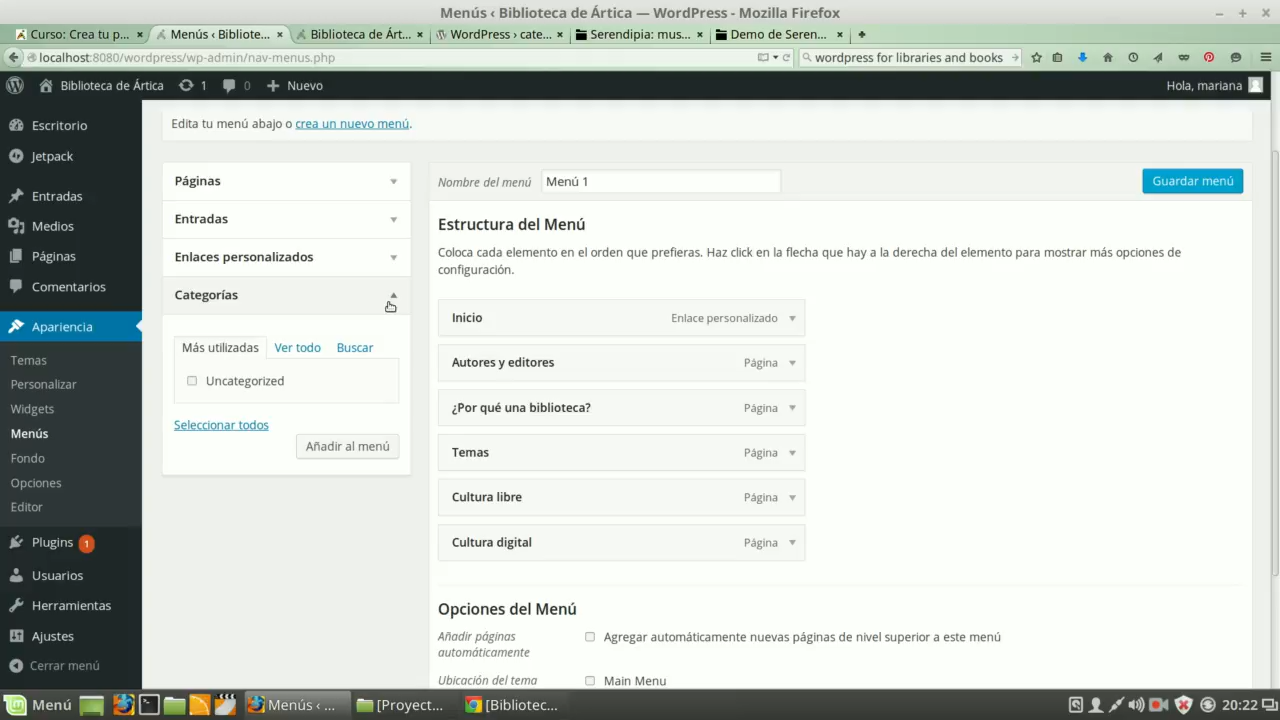 Menús ‹ Biblioteca de Ártica — WordPress - Mozilla Firefox
Curso: Crea tu p... × Menús ‹ Bibliote... × Biblioteca de Árt... × WordPress › cate... × Serendipia: mus... × Demo de Seren... ×
localhost:8080/wordpress/wp-admin/nav-menus.php
wordpress for libraries and books
Biblioteca de Ártica 1 0 Nuevo
Hola, mariana
Escritorio
Jetpack
Entradas
Medios
Páginas
Comentarios
Apariencia
Temas
Personalizar
Widgets
Menús
Fondo
Opciones
Editor
Plugins 1
Usuarios
Herramientas
Ajustes
Cerrar menú
Edita tu menú abajo o crea un nuevo menú.
Páginas
Entradas
Enlaces personalizados
Categorías
Más utilizadas Ver todo Buscar
Uncategorized
Seleccionar todos
Añadir al menú
Nombre del menú Menú 1
Guardar menú
Estructura del Menú
Coloca cada elemento en el orden que prefieras. Haz click en la flecha que hay a la derecha del elemento para mostrar más opciones de
configuración.
Inicio Enlace personalizado
Autores y editores Página
¿Por qué una biblioteca? Página
Temas Página
Cultura libre Página
Cultura digital Página
Opciones del Menú
Añadir páginas
automáticamente
Agregar automáticamente nuevas páginas de nivel superior a este menú
Ubicación del tema Main Menu
Menú Menús ‹ ... [Proyect... [Bibliotec... 20:22